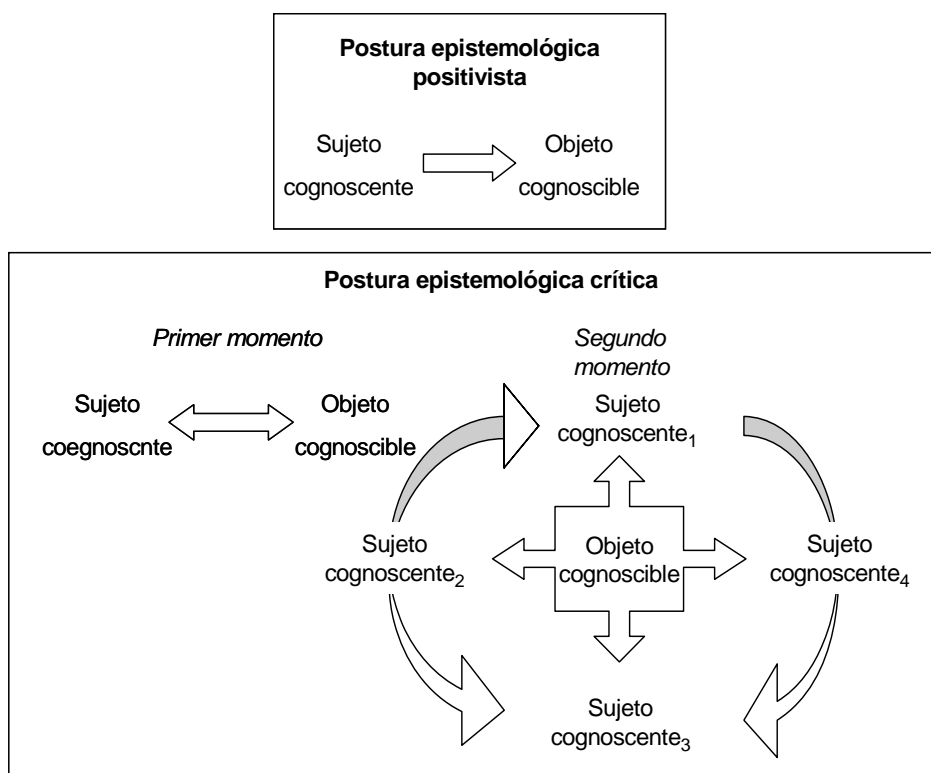 Postura epistemológica
positivista
Sujeto
cognoscente
Objeto
cognoscible
Postura epistemológica crítica
Primer momento
Sujeto
coegnoscnte
Objeto
cognoscible
Segundo
momento
Sujeto
cognoscente₁
Sujeto
cognoscente₂
Objeto
cognoscible
Sujeto
cognoscente₄
Sujeto
cognoscente₃